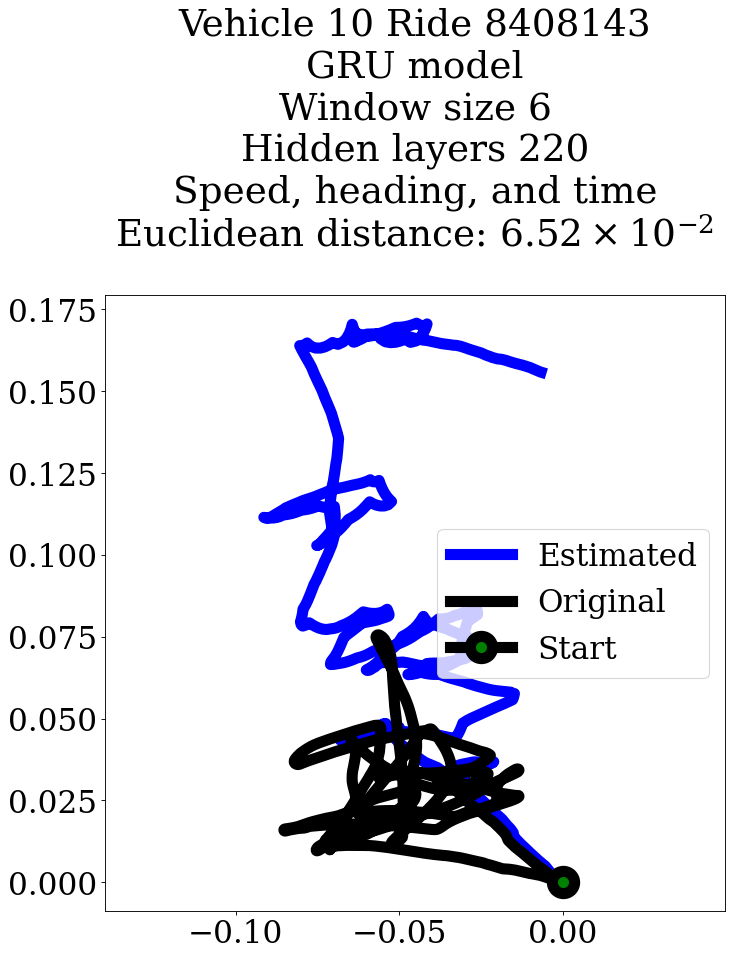 Vehicle 10 Ride 8408143
GRU model
Window size 6
Hidden layers 220
Speed, heading, and time
Euclidean distance: 6.52 × 10⁻²
0.175
0.150
0.125
0.100
0.075
0.050
0.025
0.000
Estimated
Original
Start
−0.10 −0.05 0.00